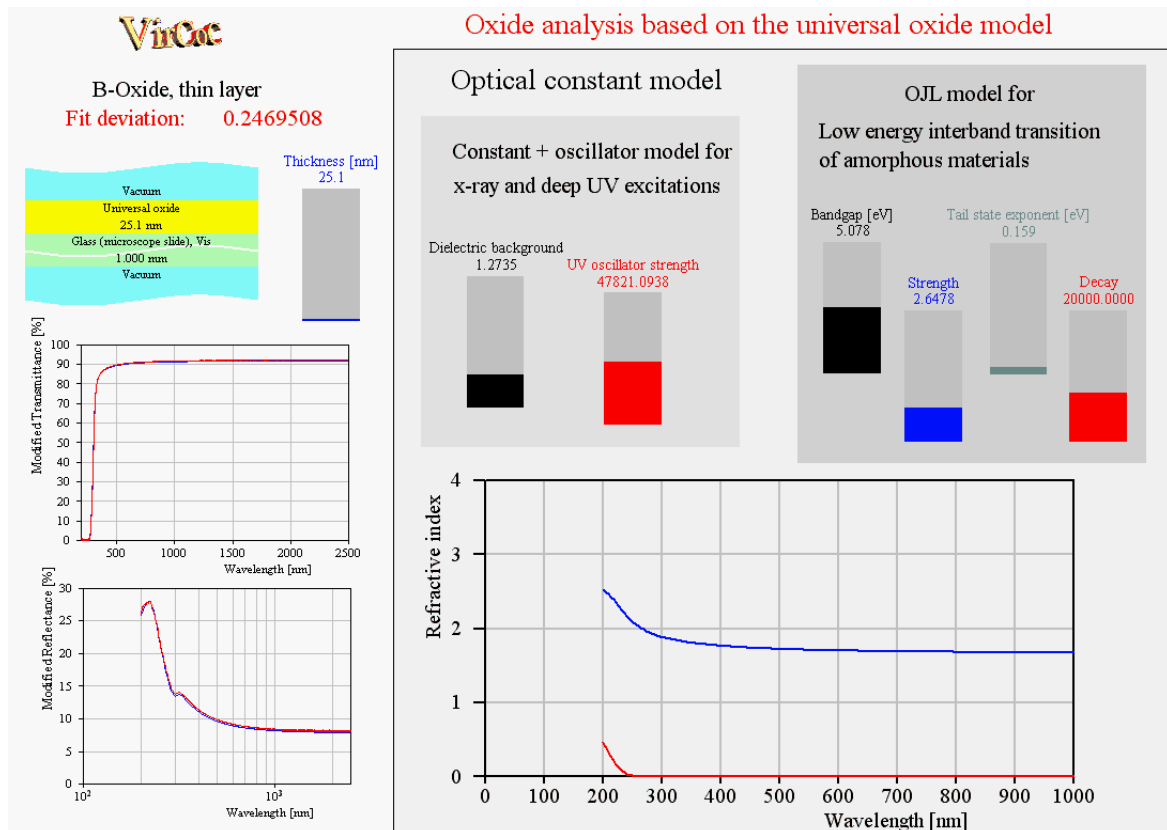 VirCoc
Oxide analysis based on the universal oxide model
B-Oxide, thin layer
Fit deviation: 0.2469508
Thickness [nm]
25.1
Vacuum
Universal oxide
25.1 nm
Glass (microscope slide), Vis
1.000 mm
Vacuum
Optical constant model
Constant + oscillator model for
x-ray and deep UV excitations
Dielectric background
1.2735
UV oscillator strength
47821.0938
OJL model for
Low energy interband transition
of amorphous materials
Bandgap [eV]
5.078
Tail state exponent [eV]
0.159
Strength
2.6478
Decay
20000.0000
Modified Transmittance [%]
100
90
80
70
60
50
40
30
20
10
0
500 1000 1500 2000 2500
Wavelength [nm]
Modified Reflectance [%]
30
25
20
15
10
5
0
10² 10³
Wavelength [nm]
Refractive index
4
3
2
1
0
0 100 200 300 400 500 600 700 800 900 1000
Wavelength [nm]